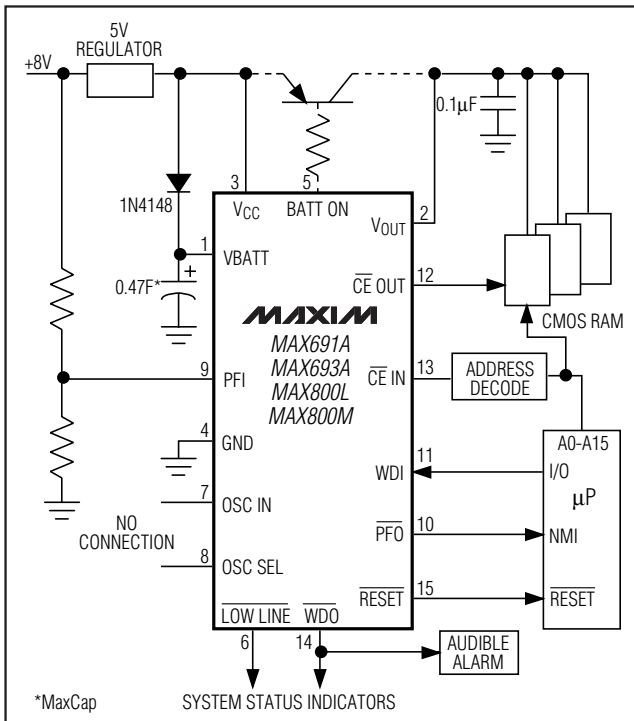 5V
REGULATOR
+8V
0.1µF
3
5
1N4148
VCC
BATT ON
VOUT
2
1
VBATT
0.47F*
+
CE OUT
12
MAXIM
CMOS RAM
MAX691A
MAX693A
MAX800L
MAX800M
9
PFI
CE IN
13
ADDRESS
DECODE
4
GND
A0-A15
WDI
11
I/O
µP
7
OSC IN
NO
CONNECTION
PFO
10
NMI
8
OSC SEL
RESET
15
RESET
LOW LINE
WDO
6
14
AUDIBLE
ALARM
*MaxCap
SYSTEM STATUS INDICATORS